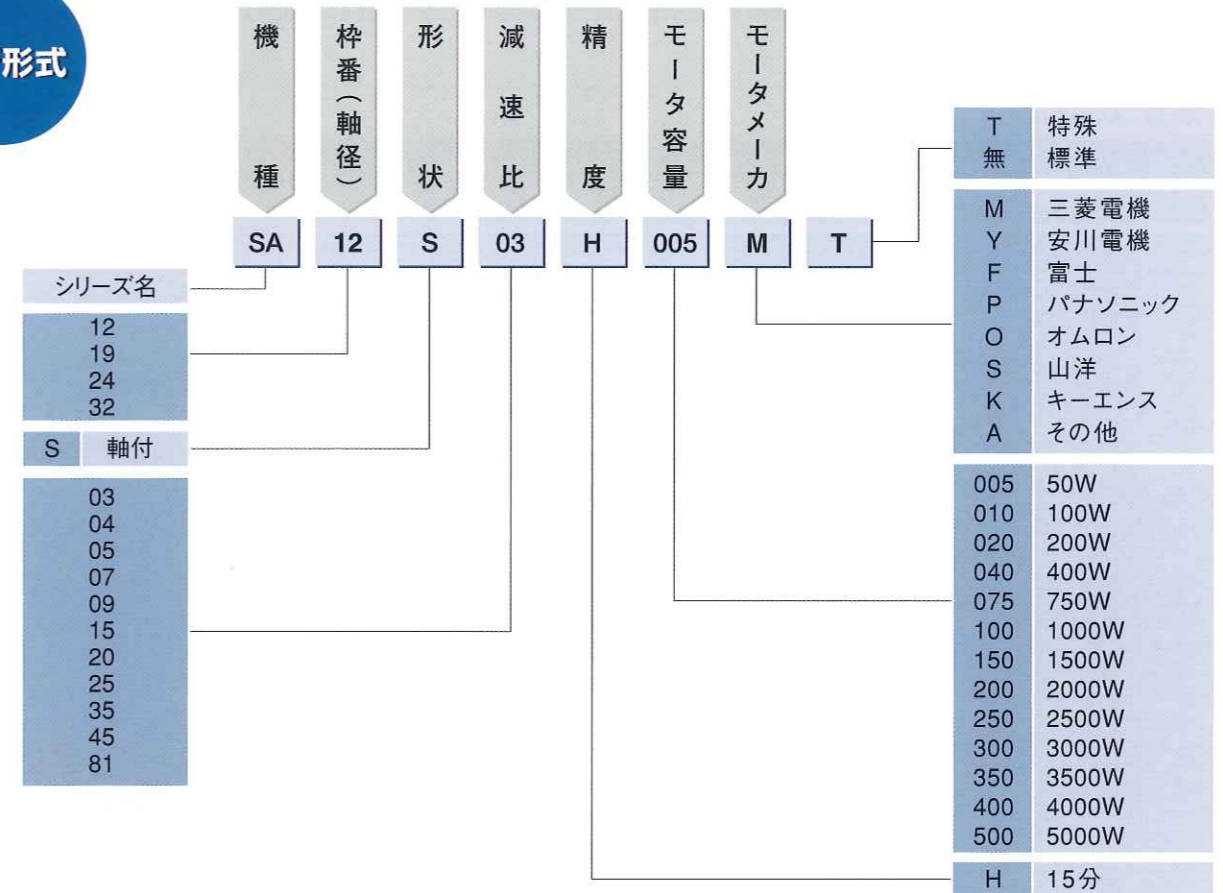 形式
機種
枠番(軸径)
形状
減速比
精度
モータ容量
モータメーカ
SA 12 S 03 H 005 M T
シリーズ名
12
19
24
32
S 軸付
03
04
05
07
09
15
20
25
35
45
81
T 特殊
無 標準
M 三菱電機
Y 安川電機
F 富士
P パナソニック
O オムロン
S 山洋
K キーエンス
A その他
005 50W
010 100W
020 200W
040 400W
075 750W
100 1000W
150 1500W
200 2000W
250 2500W
300 3000W
350 3500W
400 4000W
500 5000W
H 15分